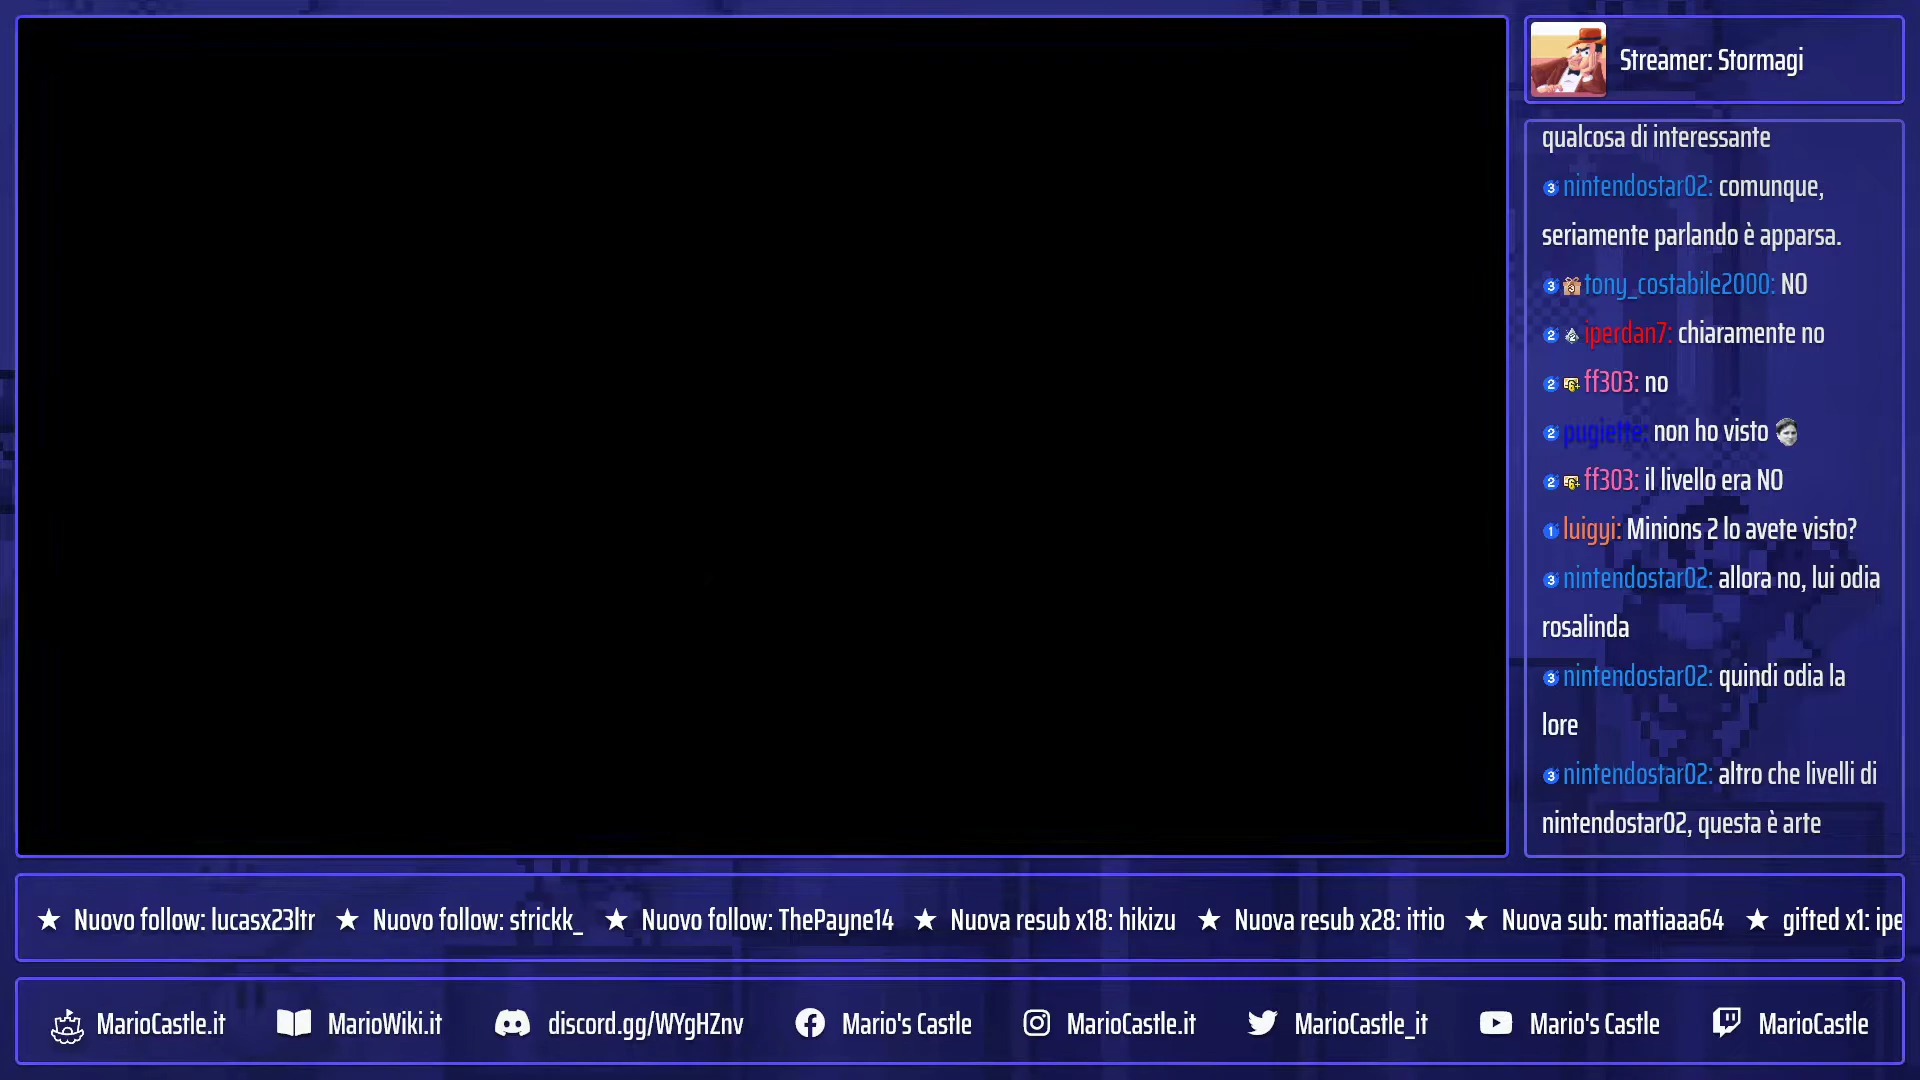 Streamer: Stormagi
qualcosa di interessante
nintendostar02: comunque,
seriamente parlando è apparsa.
tony_costabile2000: NO
iperdan7: chiaramente no
ff303: no
pugiette: non ho visto
ff303: il livello era NO
luigyi: Minions 2 lo avete visto?
nintendostar02: allora no, lui odia
rosalinda
nintendostar02: quindi odia la
lore
nintendostar02: altro che livelli di
nintendostar02, questa è arte
★ Nuovo follow: lucasx23ltr ★ Nuovo follow: strickk_ ★ Nuovo follow: ThePayne14 ★ Nuova resub x18: hikizu ★ Nuova resub x28: ittio ★ Nuova sub: mattiaaa64 ★ gifted x1: ipe
MarioCastle.it MarioWiki.it discord.gg/WYgHZnv Mario's Castle MarioCastle.it MarioCastle_it Mario's Castle MarioCastle